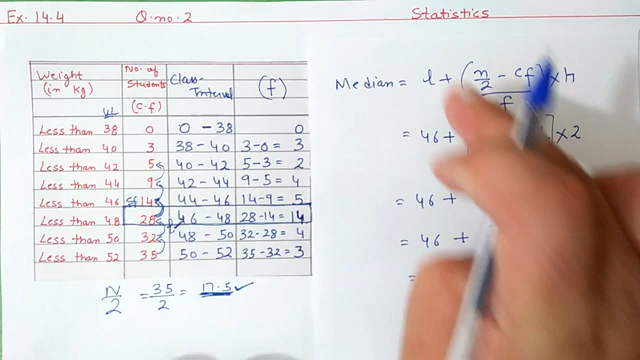 Ex. 14.4 Q.no.2 Statistics
Weight (in kg) No. of Students (c.f) Class-Interval (f)
Less than 38 0 0 - 38 0
Less than 40 3 38 - 40 3-0 = 3
Less than 42 5 40 - 42 5-3 = 2
Less than 44 9 42 - 44 9-5 = 4
Less than 46 14 44 - 46 14-9 = 5
Less than 48 28 46 - 48 28-14 = 14
Less than 50 32 48 - 50 32-28 = 4
Less than 52 35 50 - 52 35-32 = 3
N/2 = 35/2 = 17.5 ✓
Median = l + (n/2 - cf / f) x h
= 46 + x 2
= 46 +
= 46 +
=